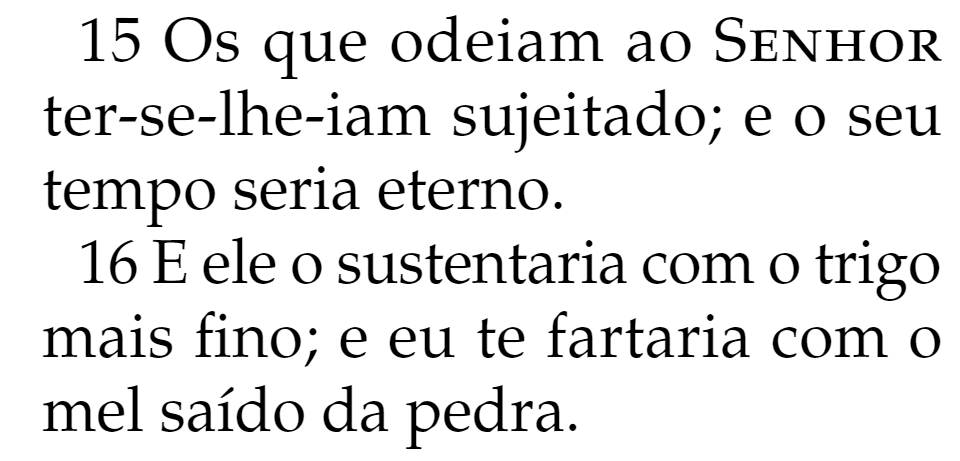 15 Os que odeiam ao SENHOR
ter-se-lhe-iam sujeitado; e o seu
tempo seria eterno.
16 E ele o sustentaria com o trigo
mais fino; e eu te fartaria com o
mel saído da pedra.